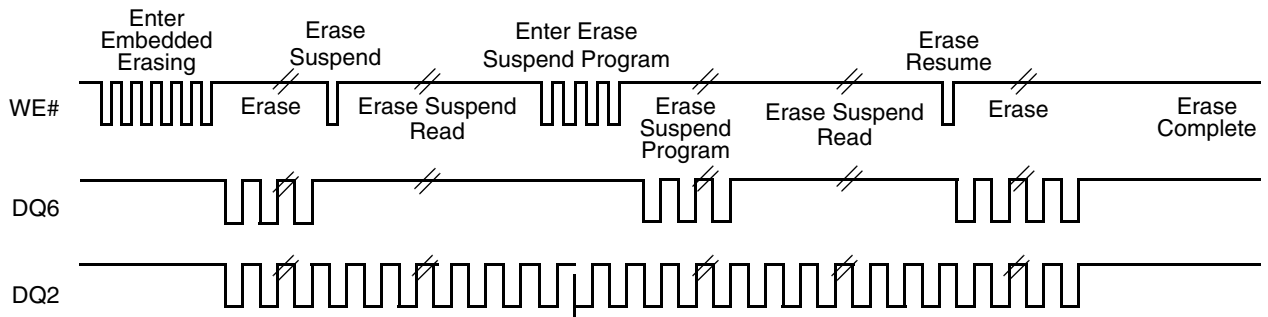 Enter
Embedded
Erasing
Erase
Suspend
Enter Erase
Suspend Program
Erase
Resume
WE#
Erase
Erase Suspend
Read
Erase
Suspend
Program
Erase Suspend
Read
Erase
Erase
Complete
DQ6
DQ2